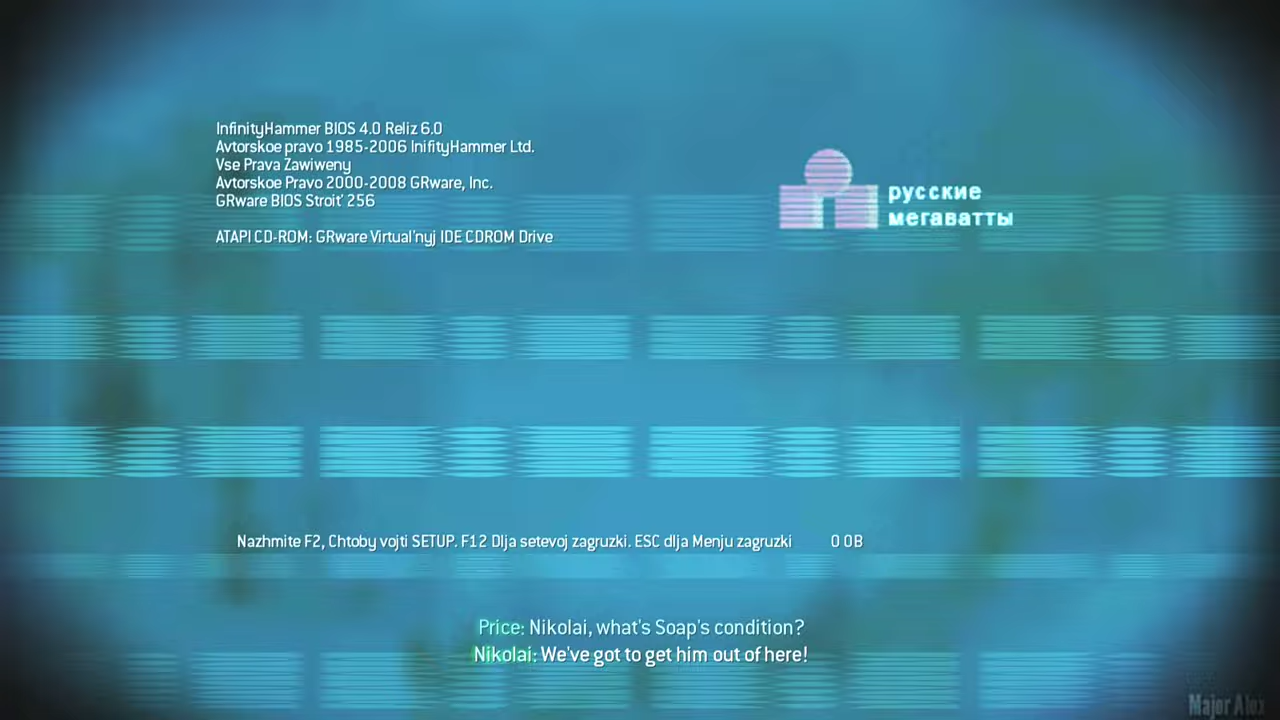 InfinityHammer BIOS 4.0 Reliz 6.0
Avtorskoe pravo 1985-2006 InifityHammer Ltd.
Vse Prava Zawiweny
Avtorskoe Pravo 2000-2008 GRware, Inc.
GRware BIOS Stroit' 256
ATAPI CD-ROM: GRware Virtual'nyj IDE CDROM Drive
русские
мегаватты
Nazhmite F2, Chtoby vojti SETUP. F12 Dlja setevoj zagruzki. ESC dlja Menju zagruzki 0 0B
Price: Nikolai, what's Soap's condition?
Nikolai: We've got to get him out of here!
Major Alex